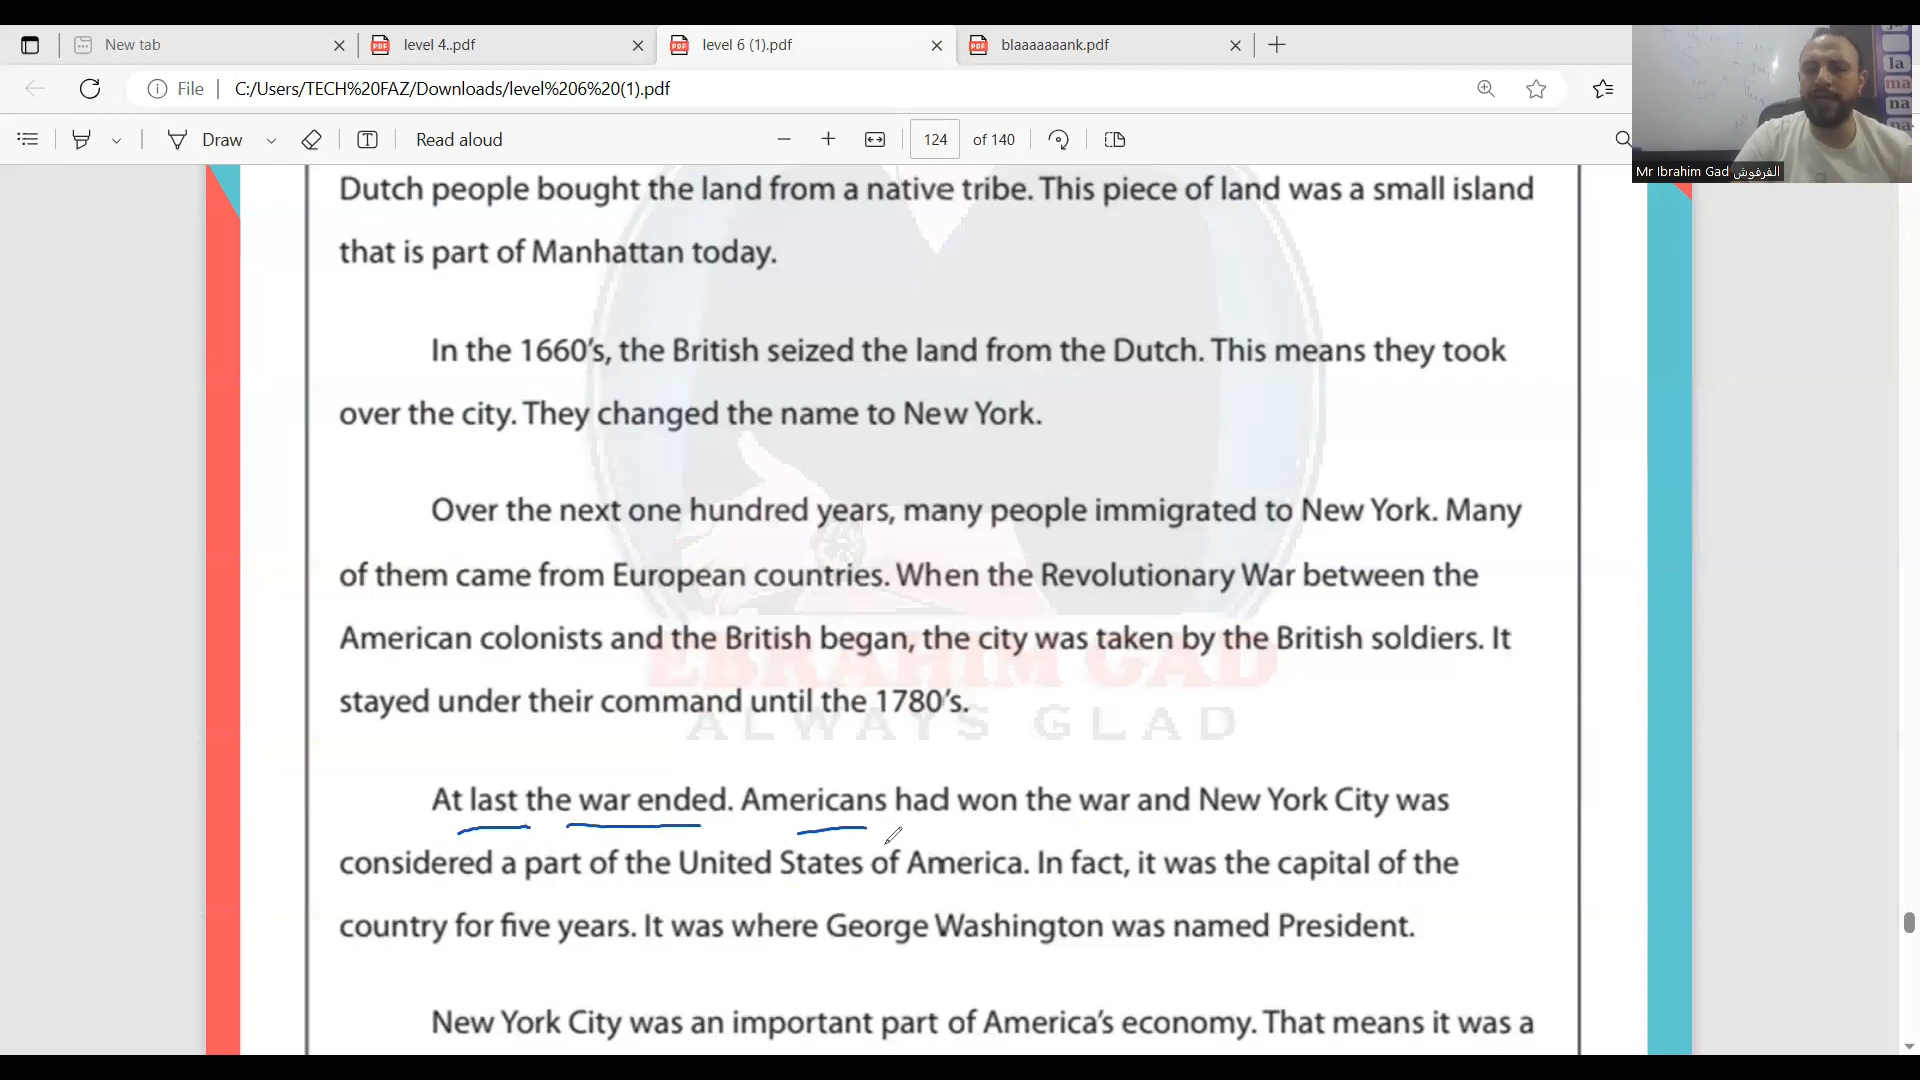 New tab
level 4..pdf
level 6 (1).pdf
blaaaaaaank.pdf
File
C:/Users/TECH%20FAZ/Downloads/level%206%20(1).pdf
Draw
Read aloud
124
of 140
la
ma
na
Mr Ibrahim Gad الفرفوش
Dutch people bought the land from a native tribe. This piece of land was a small island
that is part of Manhattan today.
In the 1660's, the British seized the land from the Dutch. This means they took
over the city. They changed the name to New York.
Over the next one hundred years, many people immigrated to New York. Many
of them came from European countries. When the Revolutionary War between the
American colonists and the British began, the city was taken by the British soldiers. It
stayed under their command until the 1780's.
EBRAHIM GAD
ALWAYS GLAD
At last the war ended. Americans had won the war and New York City was
considered a part of the United States of America. In fact, it was the capital of the
country for five years. It was where George Washington was named President.
New York City was an important part of America's economy. That means it was a